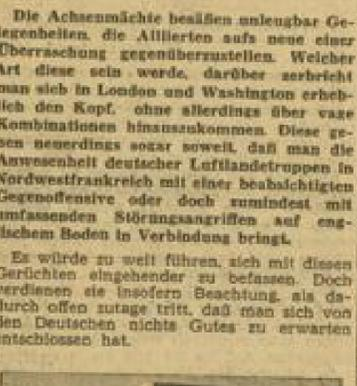 Die Achsenmächte besäßen unleugbar Ge-
legenheiten, die Alliierten aufs neue einer
Überraschung gegenüberzustellen. Welcher
Art diese sein werde, darüber zerbricht
man sich in London und Washington erheb-
lich den Kopf, ohne allerdings über vage
Kombinationen hinauszukommen. Diese ge-
hen neuerdings sogar soweit, daß man die
Anwesenheit deutscher Luftlandetruppen in
Nordwestfrankreich mit einer beabsichtigten
Gegenoffensive oder doch zumindest mit
umfassenden Störungsangriffen auf eng-
lischem Boden in Verbindung bringt.
Es würde zu weit führen, sich mit diesen
Gerüchten eingehender zu befassen. Doch
verdienen sie insofern Beachtung, als da-
durch offen zutage tritt, daß man sich von
den Deutschen nichts Gutes zu erwarten
entschlossen hat.